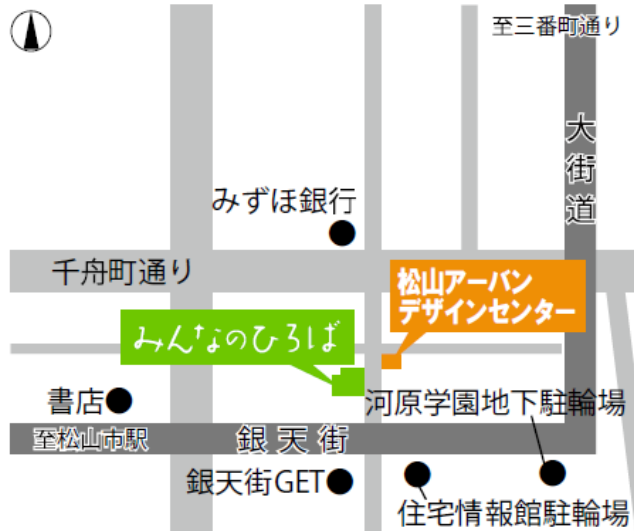 至三番町通り
大街道
みずほ銀行
千舟町通り
松山アーバン
デザインセンター
みんなのひろば
書店
河原学園地下駐輪場
至松山市駅
銀天街
銀天街GET
住宅情報館駐輪場